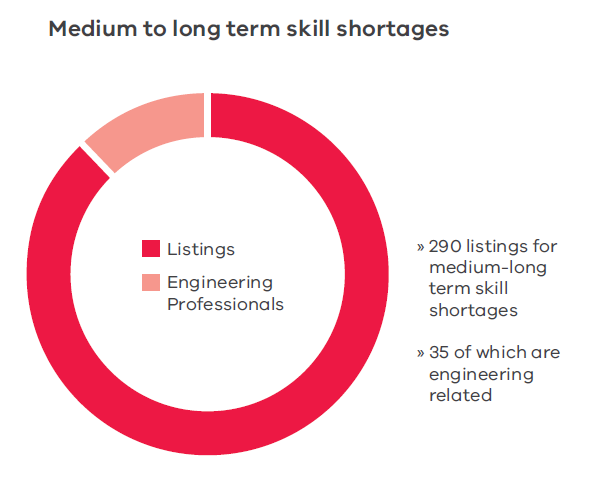 Medium to long term skill shortages
Listings
Engineering
Professionals
» 290 listings for
medium-long
term skill
shortages
» 35 of which are
engineering
related